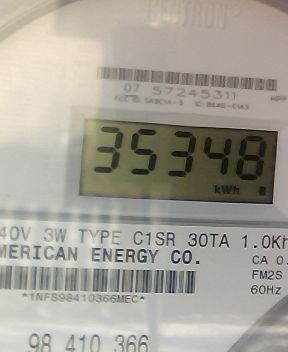 07 57245311
35348
kWh
40V 3W TYPE C1SR 30TA 1.0Kh
MERICAN ENERGY CO.
CA 0.
FM2S
60Hz
*1NFS98410366MEC*
98 410 366